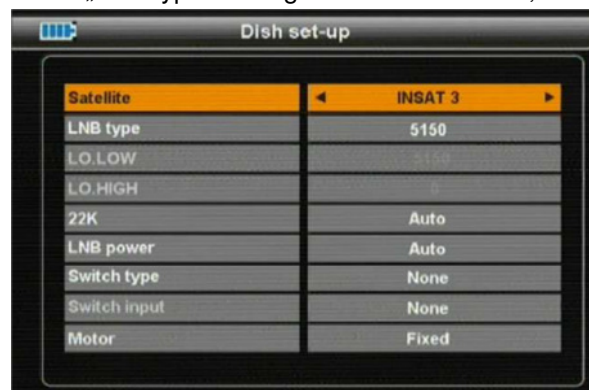 Dish set-up
Satellite INSAT 3
LNB type 5150
LO.LOW 5150
LO.HIGH
22K Auto
LNB power Auto
Switch type None
Switch input None
Motor Fixed